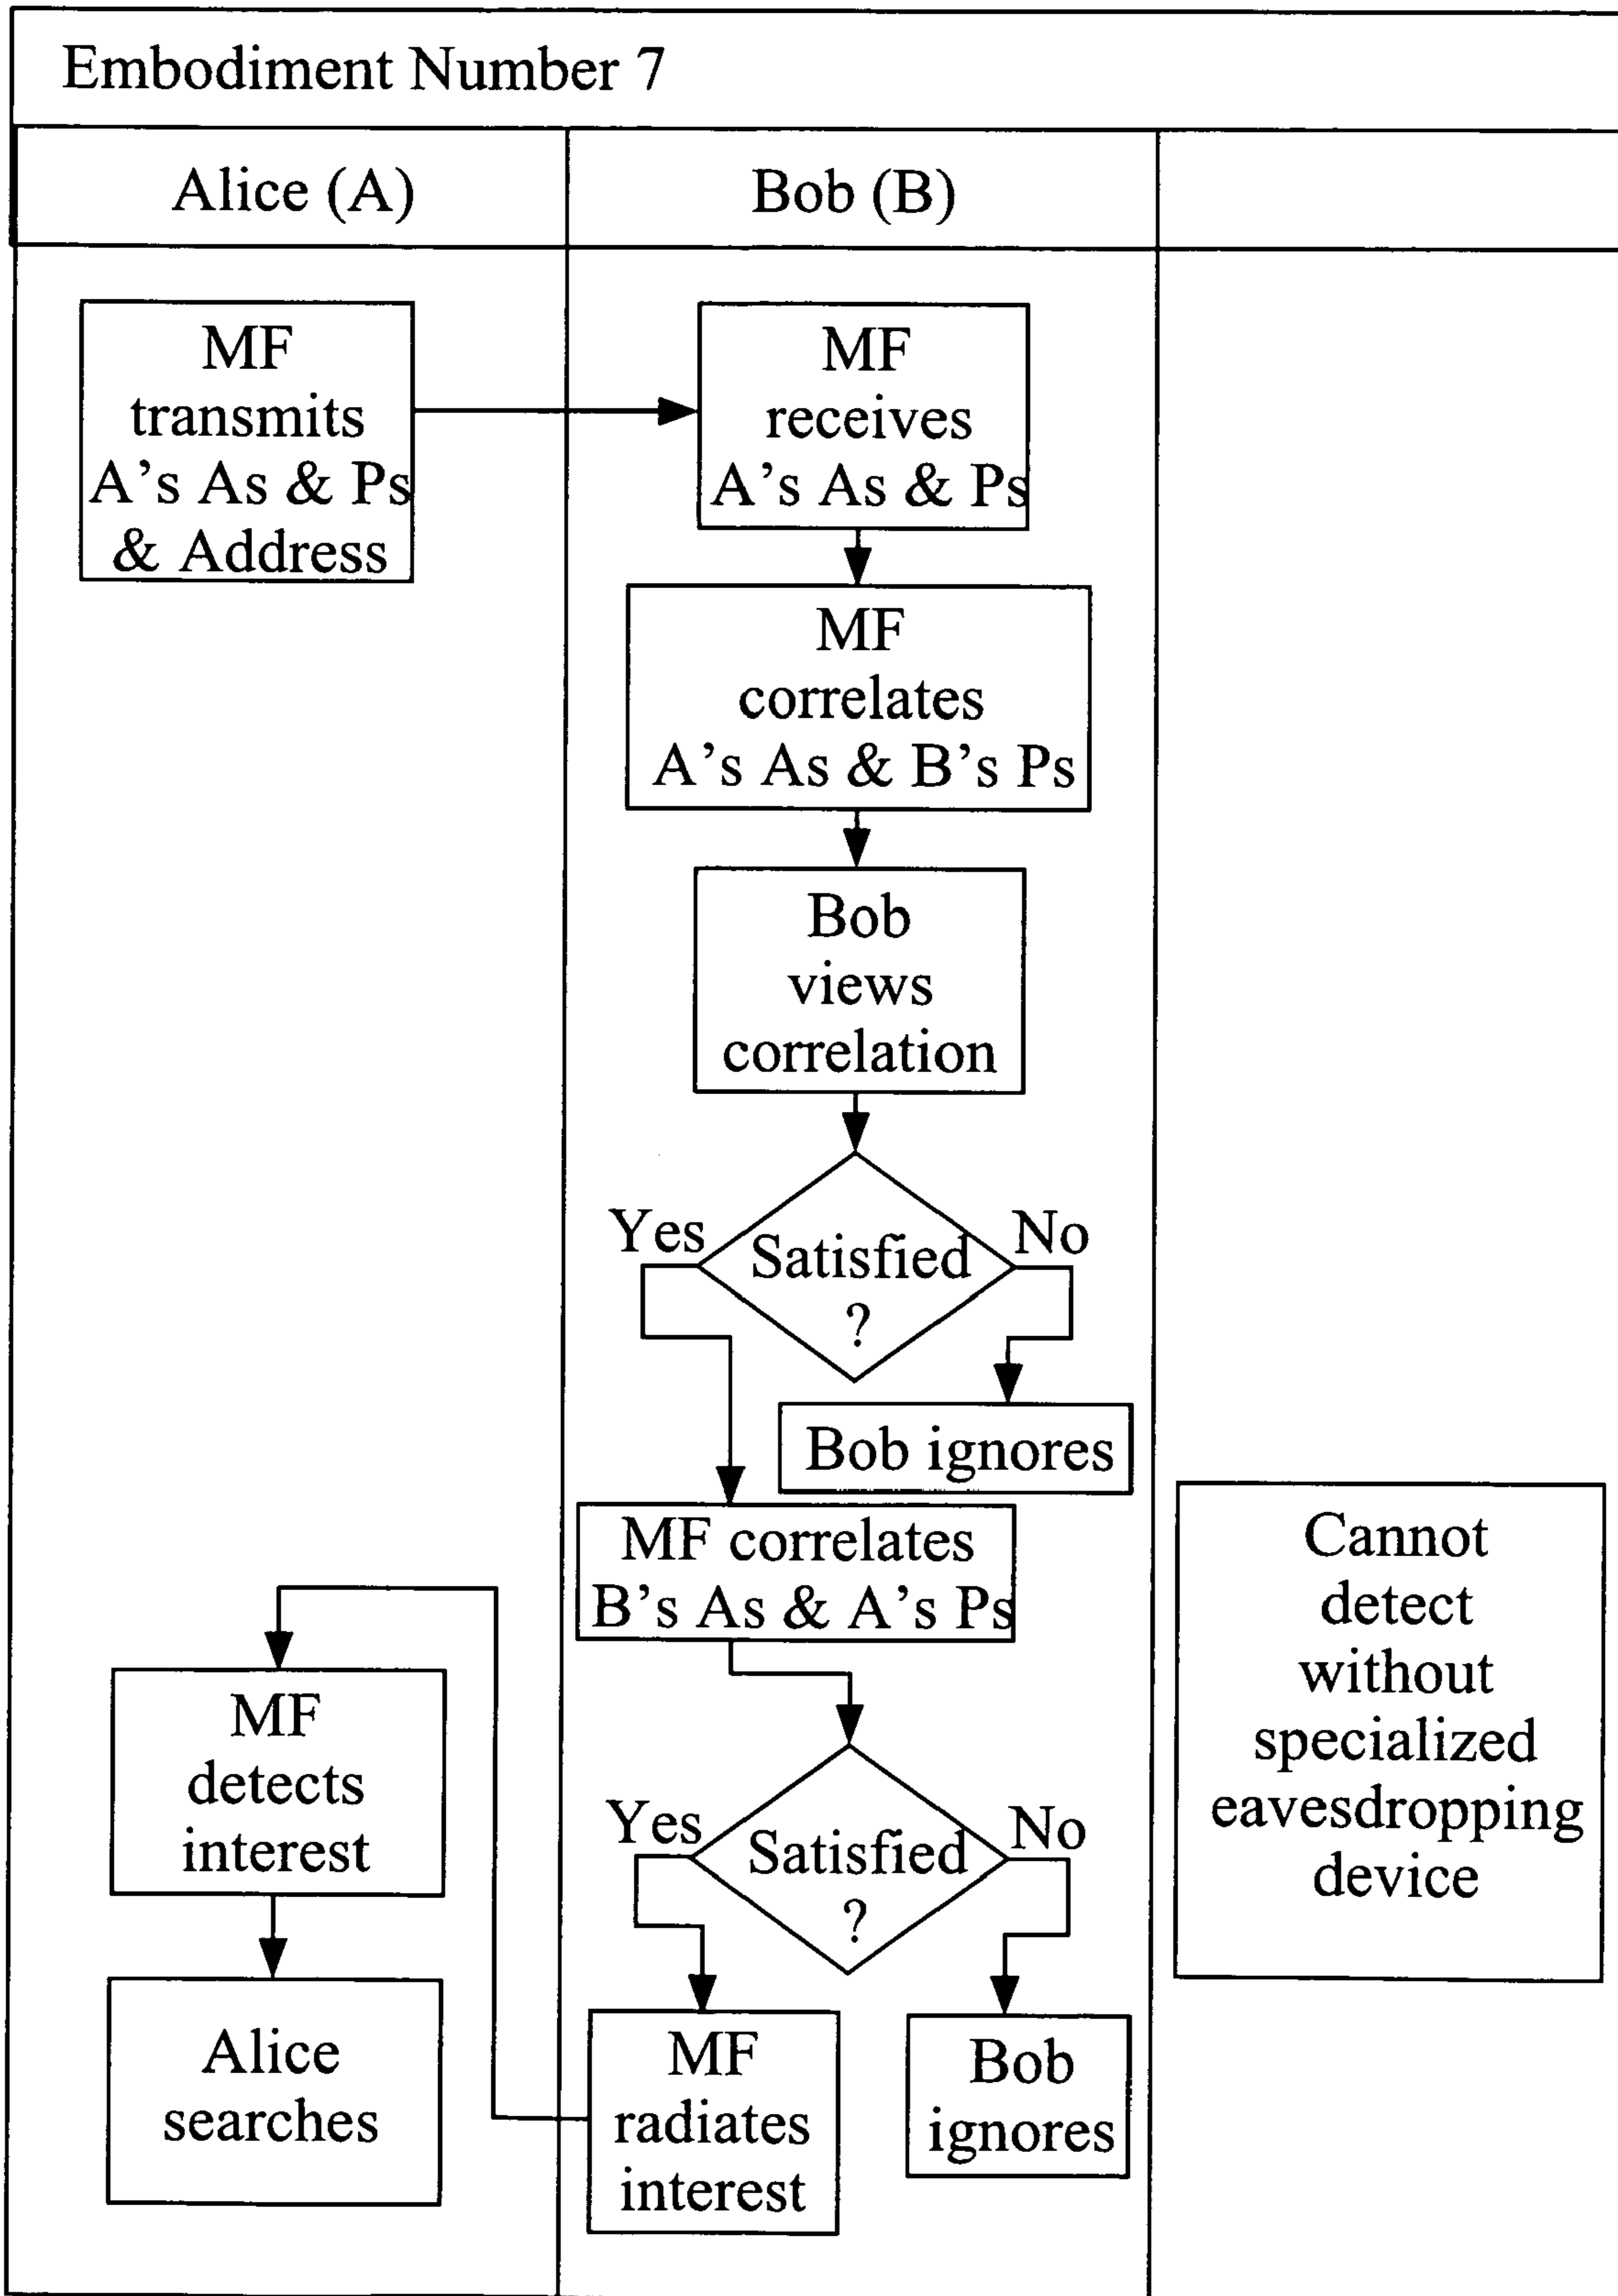 Embodiment Number 7
Alice (A)
Bob (B)
MF
transmits
A's As & Ps
& Address
MF
receives
A's As & Ps
MF
correlates
A's As & B's Ps
Bob
views
correlation
Yes
Satisfied
?
No
Bob ignores
MF correlates
B's As & A's Ps
Yes
Satisfied
?
No
MF
radiates
interest
Bob
ignores
MF
detects
interest
Alice
searches
Cannot
detect
without
specialized
eavesdropping
device